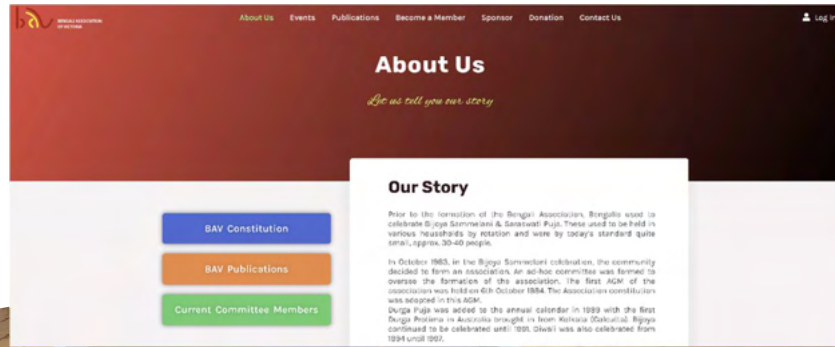 bav BENGALI ASSOCIATION
OF VICTORIA
About Us Events Publications Become a Member Sponsor Donation Contact Us Log In
About Us
Let us tell you our story
Our Story
Prior to the formation of the Bengali Association, Bengalis used to
celebrate Bijoya Sammelani & Saraswati Puja. These used to be held in
various households by rotation and were by today's standard quite
small, approx. 30-40 people.
In October 1983, in the Bijoya Sammelani celebration, the community
decided to form an association. An ad-hoc committee was formed to
oversee the formation of the association. The first AGM of the
association was held on 6th October 1984. The Association constitution
was adopted in this AGM.
Durga Puja was added to the annual calendar in 1989 with the first
Durga Protima in Australia brought in from Kolkata (Calcutta). Bijoya
continued to be celebrated until 1991. Diwali was also celebrated from
1994 until 1997.
BAV Constitution
BAV Publications
Current Committee Members